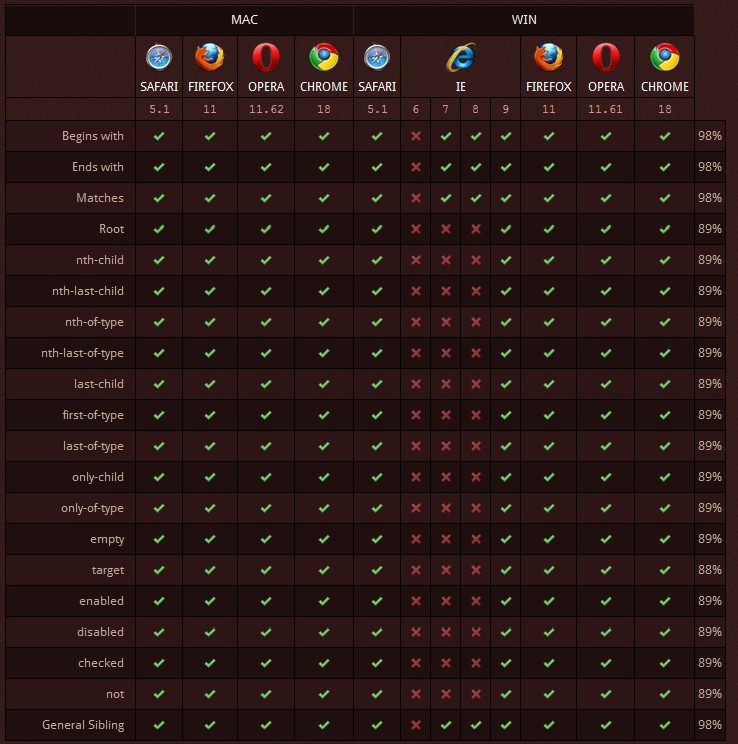 MAC WIN
SAFARI FIREFOX OPERA CHROME SAFARI IE FIREFOX OPERA CHROME
5.1 11 11.62 18 5.1 6 7 8 9 11 11.61 18
Begins with 98%
Ends with 98%
Matches 98%
Root 89%
nth-child 89%
nth-last-child 89%
nth-of-type 89%
nth-last-of-type 89%
last-child 89%
first-of-type 89%
last-of-type 89%
only-child 89%
only-of-type 89%
empty 89%
target 88%
enabled 89%
disabled 89%
checked 89%
not 89%
General Sibling 98%